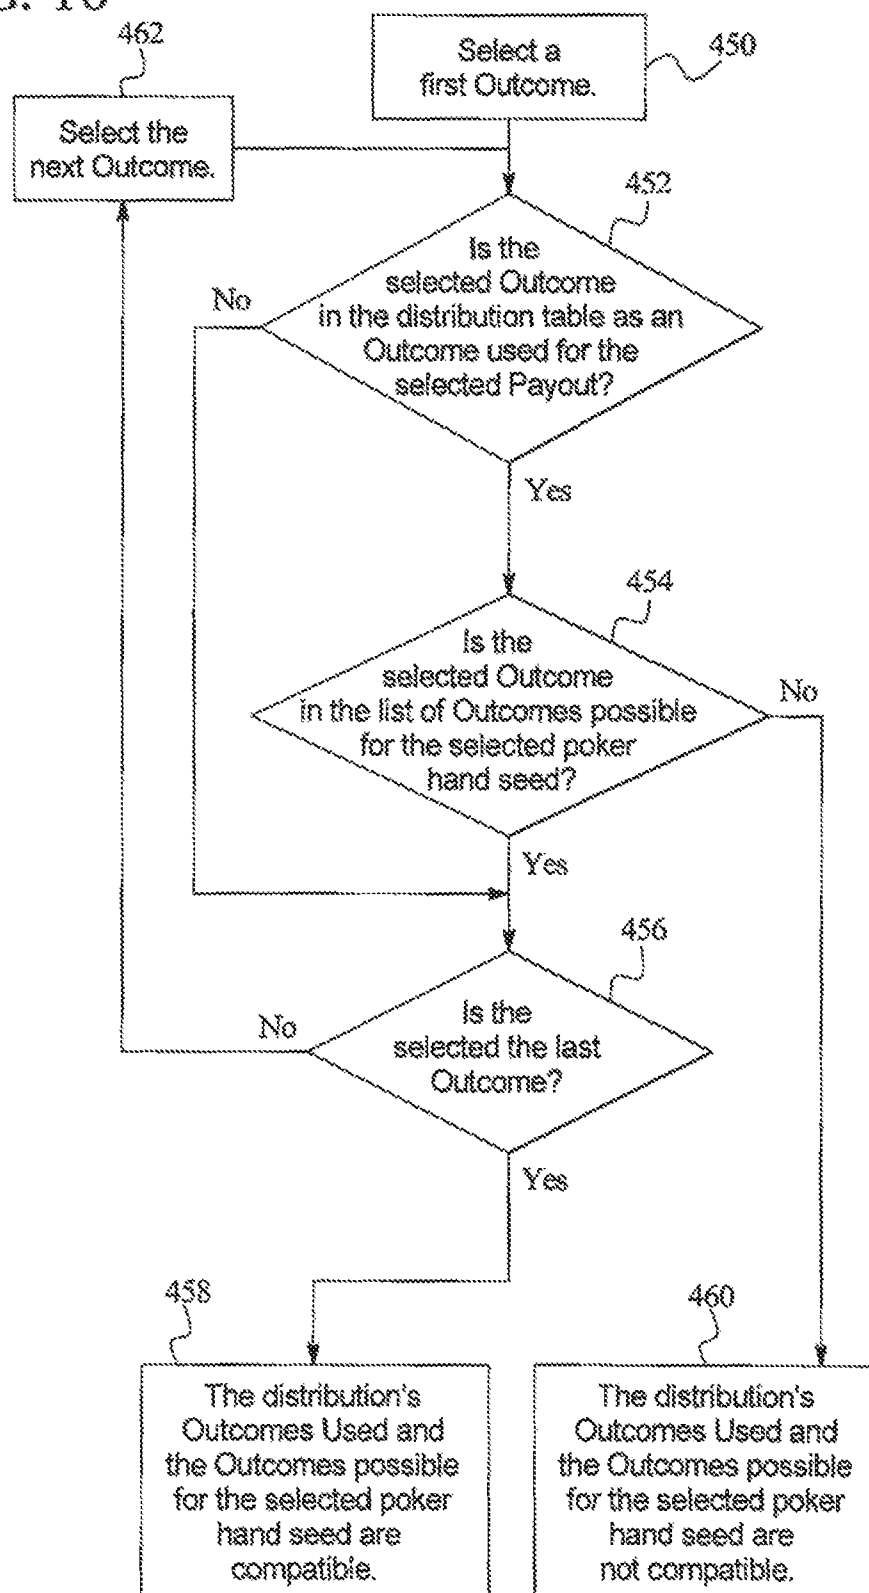 462
Select a
first Outcome.
450
Select the
next Outcome.
452
Is the
selected Outcome
in the distribution table as an
Outcome used for the
selected Payout?
No
Yes
454
Is the
selected Outcome
in the list of Outcomes possible
for the selected poker
hand seed?
No
Yes
456
Is the
selected the last
Outcome?
No
Yes
458
The distribution's
Outcomes Used and
the Outcomes possible
for the selected poker
hand seed are
compatible.
460
The distribution's
Outcomes Used and
the Outcomes possible
for the selected poker
hand seed are
not compatible.